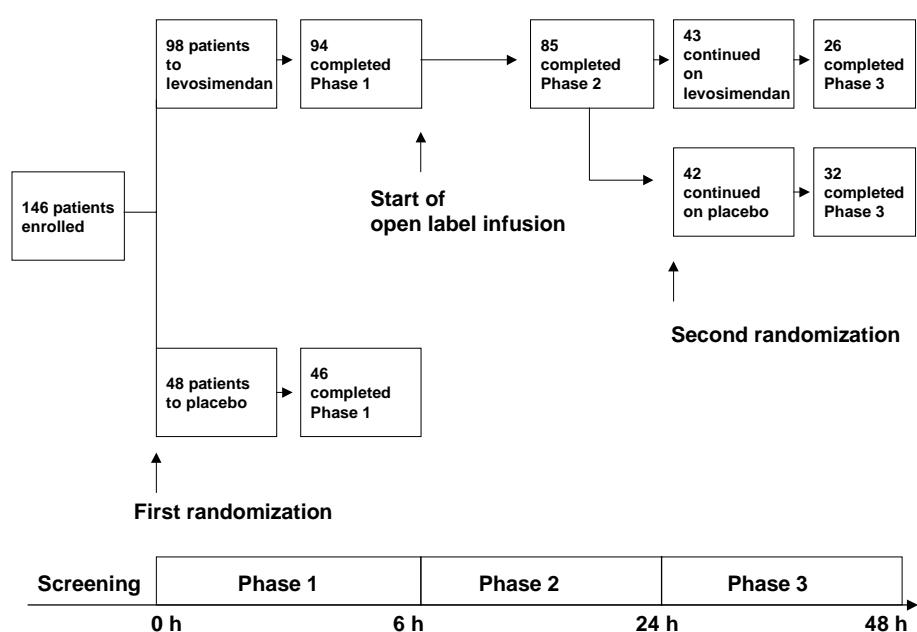 98 patients
to
levosimendan
94
completed
Phase 1
85
completed
Phase 2
43
continued
on
levosimendan
26
completed
Phase 3
146 patients
enrolled
Start of
open label infusion
42
continued
on placebo
32
completed
Phase 3
Second randomization
48 patients
to placebo
46
completed
Phase 1
First randomization
Screening
Phase 1
Phase 2
Phase 3
0 h
6 h
24 h
48 h